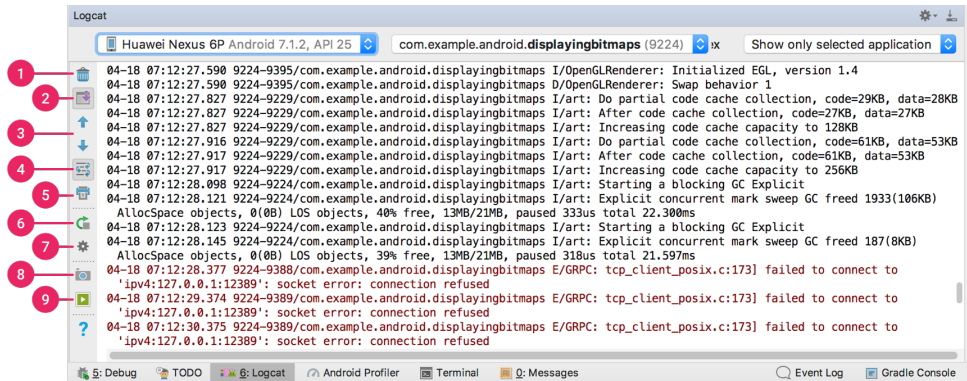 Logcat
Huawei Nexus 6P Android 7.1.2, API 25
com.example.android.displayingbitmaps (9224)
Show only selected application
1
2
3
4
5
6
7
8
9
04-18 07:12:27.590 9224-9395/com.example.android.displayingbitmaps I/OpenGLRenderer: Initialized EGL, version 1.4
04-18 07:12:27.590 9224-9395/com.example.android.displayingbitmaps D/OpenGLRenderer: Swap behavior 1
04-18 07:12:27.827 9224-9229/com.example.android.displayingbitmaps I/art: Do partial code cache collection, code=29KB, data=28KB
04-18 07:12:27.827 9224-9229/com.example.android.displayingbitmaps I/art: After code cache collection, code=27KB, data=27KB
04-18 07:12:27.827 9224-9229/com.example.android.displayingbitmaps I/art: Increasing code cache capacity to 128KB
04-18 07:12:27.916 9224-9229/com.example.android.displayingbitmaps I/art: Do partial code cache collection, code=61KB, data=53KB
04-18 07:12:27.917 9224-9229/com.example.android.displayingbitmaps I/art: After code cache collection, code=61KB, data=53KB
04-18 07:12:27.917 9224-9229/com.example.android.displayingbitmaps I/art: Increasing code cache capacity to 256KB
04-18 07:12:28.098 9224-9224/com.example.android.displayingbitmaps I/art: Starting a blocking GC Explicit
04-18 07:12:28.121 9224-9224/com.example.android.displayingbitmaps I/art: Explicit concurrent mark sweep GC freed 1933(106KB)
AllocSpace objects, 0(0B) LOS objects, 40% free, 13MB/21MB, paused 333us total 22.300ms
04-18 07:12:28.123 9224-9224/com.example.android.displayingbitmaps I/art: Starting a blocking GC Explicit
04-18 07:12:28.145 9224-9224/com.example.android.displayingbitmaps I/art: Explicit concurrent mark sweep GC freed 187(8KB)
AllocSpace objects, 0(0B) LOS objects, 39% free, 13MB/21MB, paused 318us total 21.597ms
04-18 07:12:28.377 9224-9388/com.example.android.displayingbitmaps E/GRPC: tcp_client_posix.c:173] failed to connect to
'ipv4:127.0.0.1:12389': socket error: connection refused
04-18 07:12:29.374 9224-9389/com.example.android.displayingbitmaps E/GRPC: tcp_client_posix.c:173] failed to connect to
'ipv4:127.0.0.1:12389': socket error: connection refused
04-18 07:12:30.375 9224-9389/com.example.android.displayingbitmaps E/GRPC: tcp_client_posix.c:173] failed to connect to
'ipv4:127.0.0.1:12389': socket error: connection refused
?
5: Debug TODO 6: Logcat Android Profiler Terminal 0: Messages Event Log Gradle Console